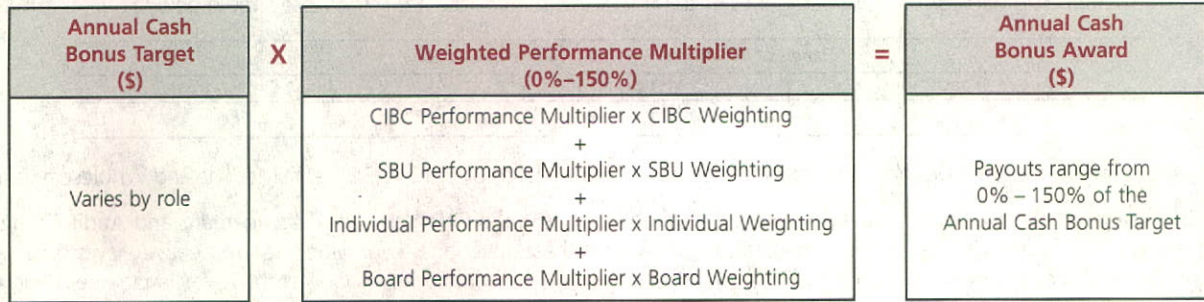 Annual Cash
Bonus Target
($)
Varies by role
X
Weighted Performance Multiplier
(0%–150%)
CIBC Performance Multiplier x CIBC Weighting
+
SBU Performance Multiplier x SBU Weighting
+
Individual Performance Multiplier x Individual Weighting
+
Board Performance Multiplier x Board Weighting
=
Annual Cash
Bonus Award
($)
Payouts range from
0% – 150% of the
Annual Cash Bonus Target